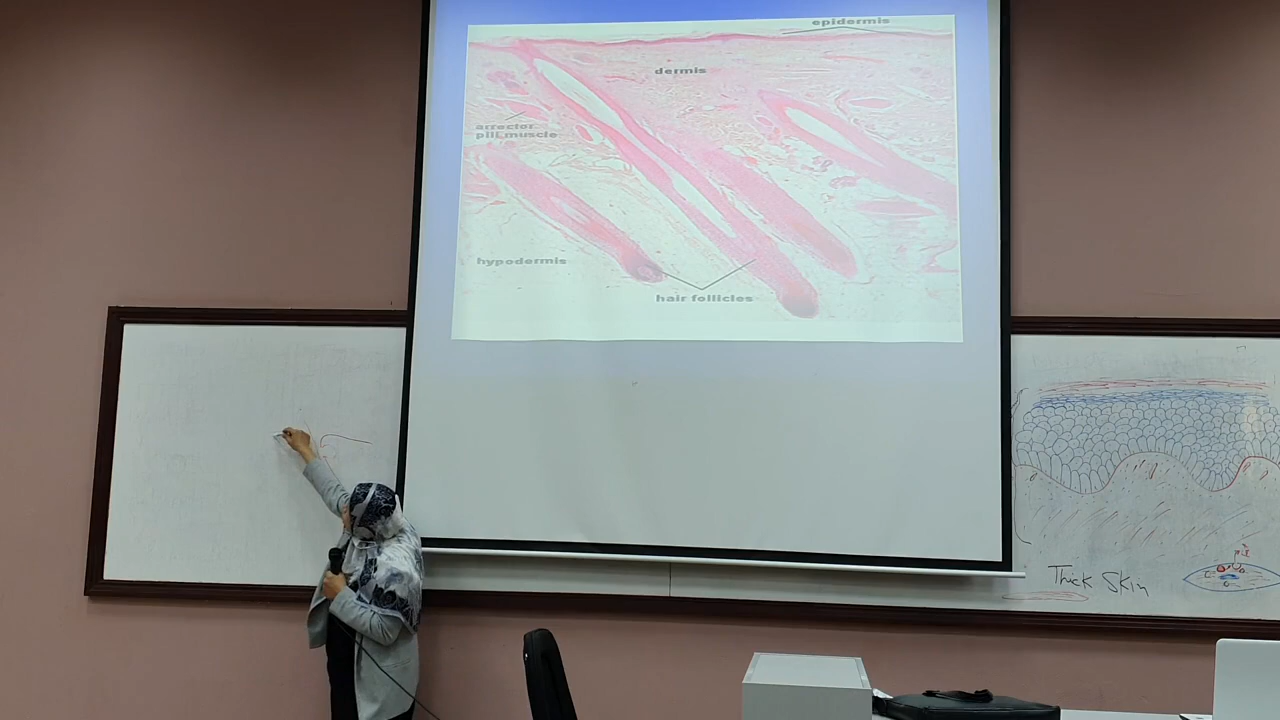 epidermis
dermis
arrector
pili muscle
hypodermis
hair follicles
Thick Skin